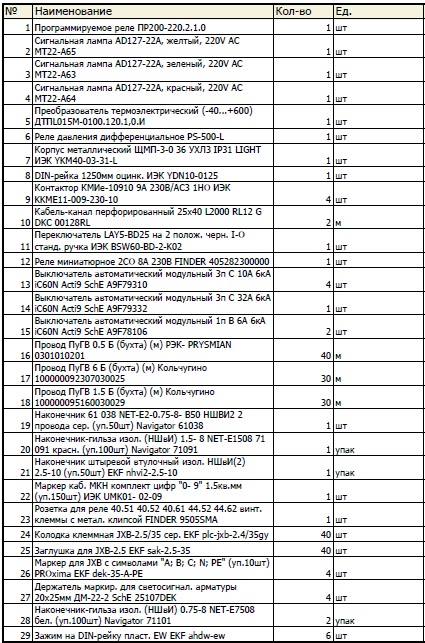 № Наименование Кол-во Ед.
1 Программируемое реле ПР200-220.2.1.0 1 шт
Сигнальная лампа AD127-22A, желтый, 220V AC
2 MT22-A65 1 шт
Сигнальная лампа AD127-22A, зеленый, 220V AC
3 MT22-A63 1 шт
Сигнальная лампа AD127-22A, красный, 220V AC
4 MT22-A64 1 шт
Преобразователь термоэлектрический (-40...+600)
5 ДТПL015М-0100.120.1,0.И 1 шт
6 Реле давления дифференциальное PS-500-L 1 шт
Корпус металлический ЩМП-3-0 36 УХЛ3 IP31 LIGHT
7 ИЭК YKM40-03-31-L 1 шт
8 DIN-рейка 1250мм оцинк. ИЭК YDN10-0125 1 шт
Контактор КМИе-10910 9А 230В/АС3 1НО ИЭК
9 KKME11-009-230-10 4 шт
Кабель-канал перфорированный 25х40 L2000 RL12 G
10 DKC 00128RL 2 м
Переключатель LAY5-BD25 на 2 полож. черн. I-O
11 станд. ручка ИЭК BSW60-BD-2-K02 1 шт
12 Реле миниатюрное 2СО 8А 230В FINDER 405282300000 1 шт
Выключатель автоматический модульный 3п С 10А 6кА
13 iC60N Acti9 SchE A9F79310 4 шт
Выключатель автоматический модульный 3п С 32А 6кА
14 iC60N Acti9 SchE A9F79332 1 шт
Выключатель автоматический модульный 1п В 6А 6кА
15 iC60N Acti9 SchE A9F78106 2 шт
Провод ПуГВ 0.5 Б (бухта) (м) РЭК- PRYSMIAN
16 0301010201 40 м
Провод ПуГВ 6 Б (бухта) (м) Кольчугино
17 100000092307030025 30 м
Провод ПуГВ 1.5 Б (бухта) (м) Кольчугино
18 100000095160030029 30 м
Наконечник 61 038 NET-E2-0.75-8- B50 НШВИ2 2
19 провода сер. (уп.50шт) Navigator 61038 1 шт
Наконечник-гильза изол. (НШвИ) 1.5- 8 NET-E1508 71
20 091 красн. (уп.100шт) Navigator 71091 1 упак
Наконечник штыревой втулочный изол. НШвИ(2)
21 2.5-10 (уп.50шт) EKF nhvi2-2.5-10 1 упак
Маркер каб. МКН комплект цифр "0- 9" 1.5кв.мм
22 (уп.150шт) ИЭК UMK01- 02-09 1 шт
Розетка для реле 40.51 40.52 40.61 44.52 44.62 винт.
23 клеммы с метал. клипсой FINDER 9505SMA 1 шт
24 Колодка клеммная JXB-2.5/35 сер. EKF plc-jxb-2.4/35gy 40 шт
25 Заглушка для JXB-2.5 EKF sak-2.5-35 40 шт
Маркер для JXB с символами "A; B; C; N; PE" (уп.10шт)
26 PROxima EKF dek-35-A-PE 4 шт
Держатель маркир. для светосигнал. арматуры
27 20х25мм ДМ-22-2 SchE 25107DEK 4 шт
Наконечник-гильза изол. (НШвИ) 0.75-8 NET-E7508
28 бел. (уп.100шт) Navigator 71101 2 упак
29 Зажим на DIN-рейку пласт. EW EKF ahdw-ew 6 шт